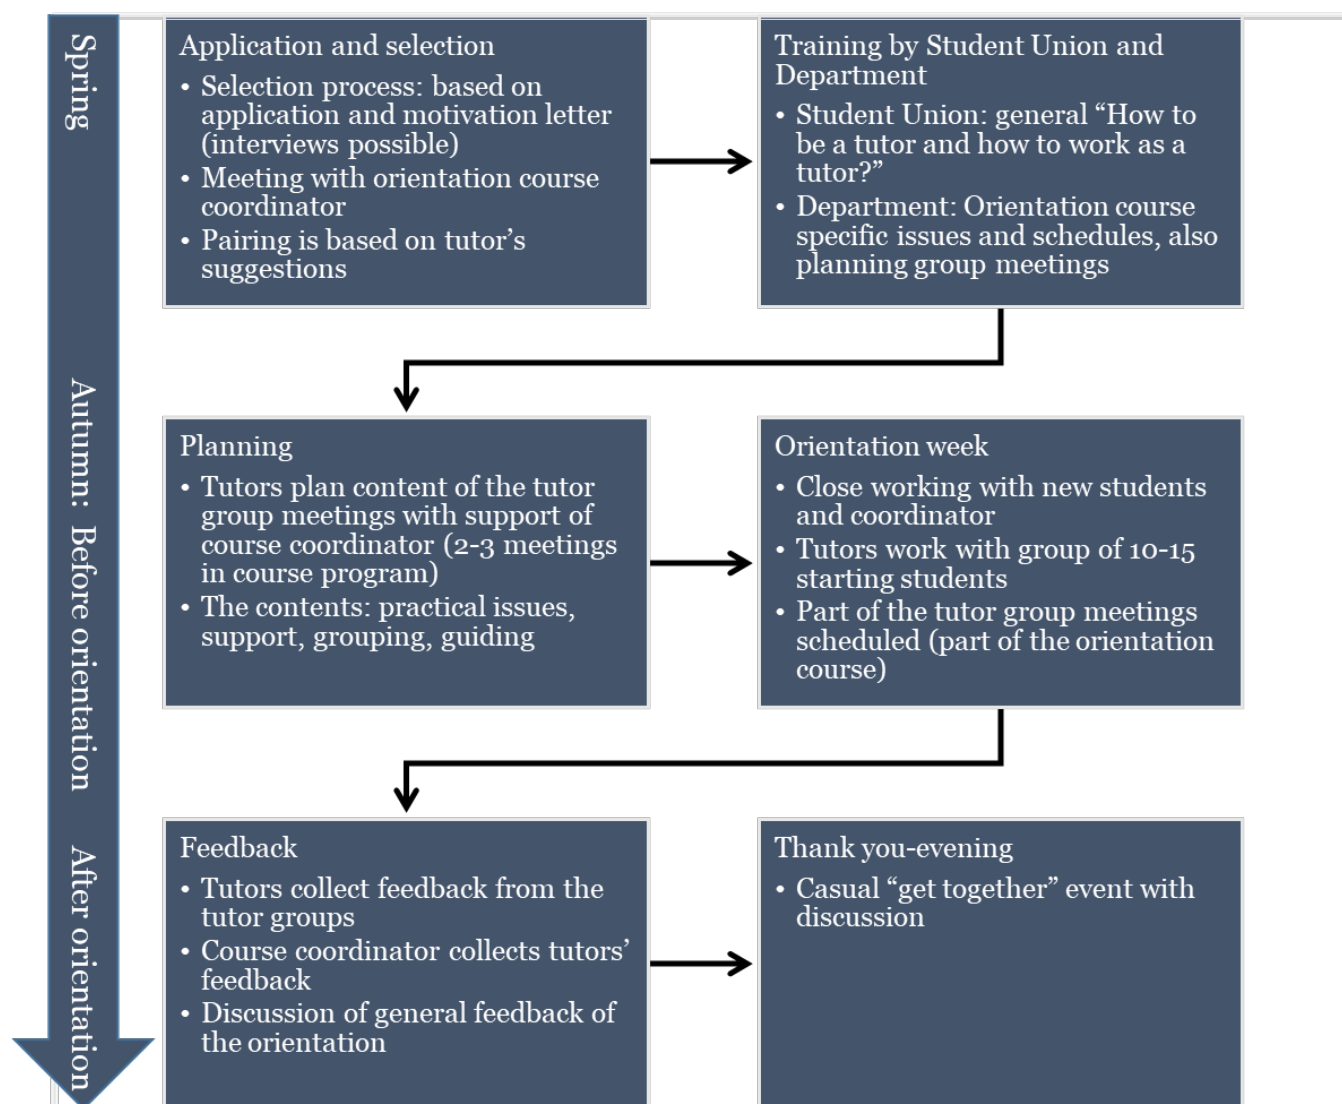 Spring
Autumn: Before orientation
After orientation
Application and selection
• Selection process: based on
application and motivation letter
(interviews possible)
• Meeting with orientation course
coordinator
• Pairing is based on tutor’s
suggestions
Training by Student Union and
Department
• Student Union: general “How to
be a tutor and how to work as a
tutor?”
• Department: Orientation course
specific issues and schedules, also
planning group meetings
Planning
• Tutors plan content of the tutor
group meetings with support of
course coordinator (2-3 meetings
in course program)
• The contents: practical issues,
support, grouping, guiding
Orientation week
• Close working with new students
and coordinator
• Tutors work with group of 10-15
starting students
• Part of the tutor group meetings
scheduled (part of the orientation
course)
Feedback
• Tutors collect feedback from the
tutor groups
• Course coordinator collects tutors’
feedback
• Discussion of general feedback of
the orientation
Thank you-evening
• Casual “get together” event with
discussion